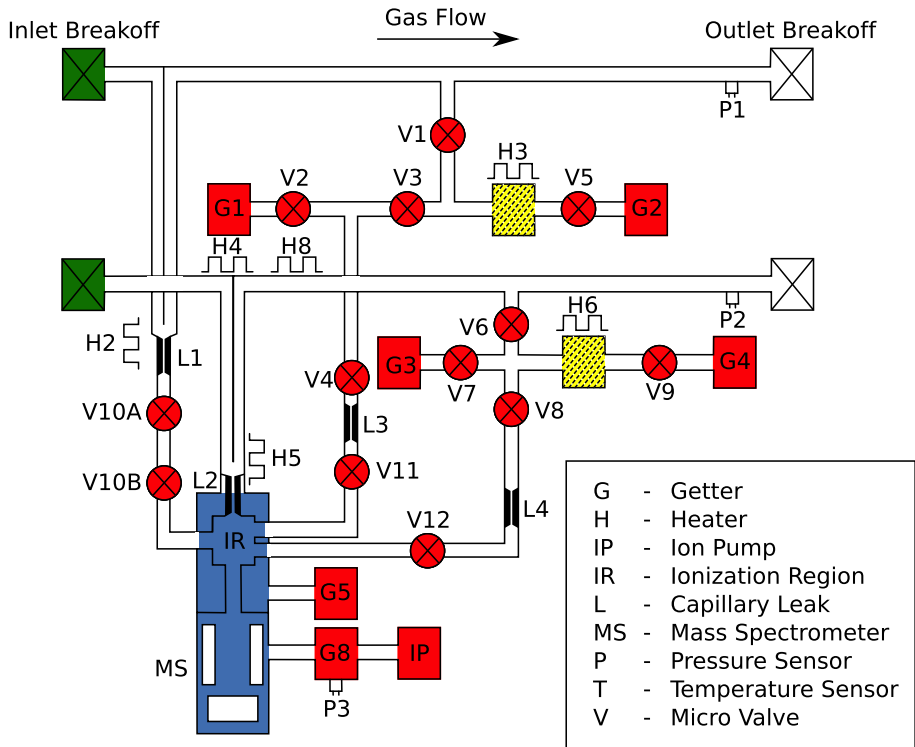 Gas Flow
Inlet Breakoff
Outlet Breakoff
P1
V1
H3
V2
V3
V5
G1
G2
H4
H8
P2
H6
V6
H2
L1
G3
V7
V9
G4
V4
V8
V10A
L3
H5
V11
V10B
L2
L4
V12
IR
G5
MS
G8
IP
P3
G - Getter
H - Heater
IP - Ion Pump
IR - Ionization Region
L - Capillary Leak
MS - Mass Spectrometer
P - Pressure Sensor
T - Temperature Sensor
V - Micro Valve